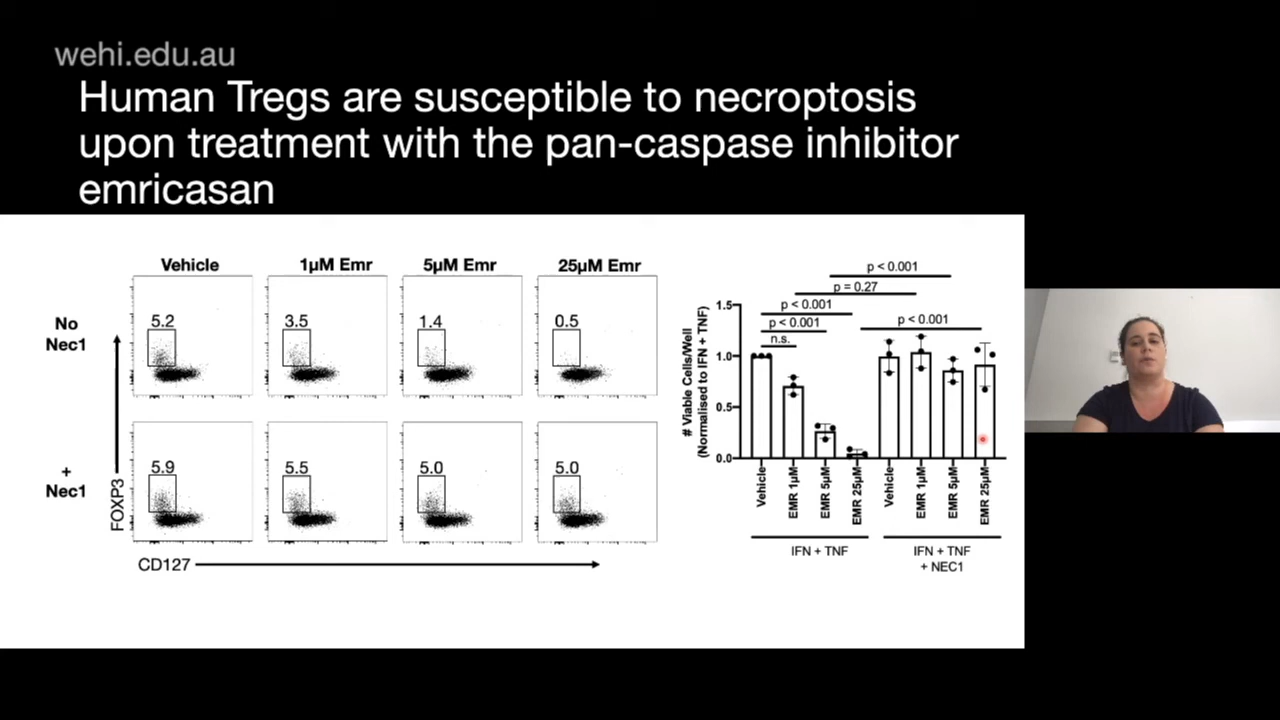 wehi.edu.au
Human Tregs are susceptible to necroptosis
upon treatment with the pan-caspase inhibitor
emricasan
Vehicle
1µM Emr
5µM Emr
25µM Emr
No
Nec1
5.2
3.5
1.4
0.5
+
Nec1
5.9
5.5
5.0
5.0
FOXP3
CD127
p < 0.001
p = 0.27
p < 0.001
p < 0.001
p < 0.001
n.s.
# Viable Cells/Well
(Normalised to IFN + TNF)
1.5
1.0
0.5
0.0
Vehicle
EMR 1µM
EMR 5µM
EMR 25µM
Vehicle
EMR 1µM
EMR 5µM
EMR 25µM
IFN + TNF
IFN + TNF
+ NEC1